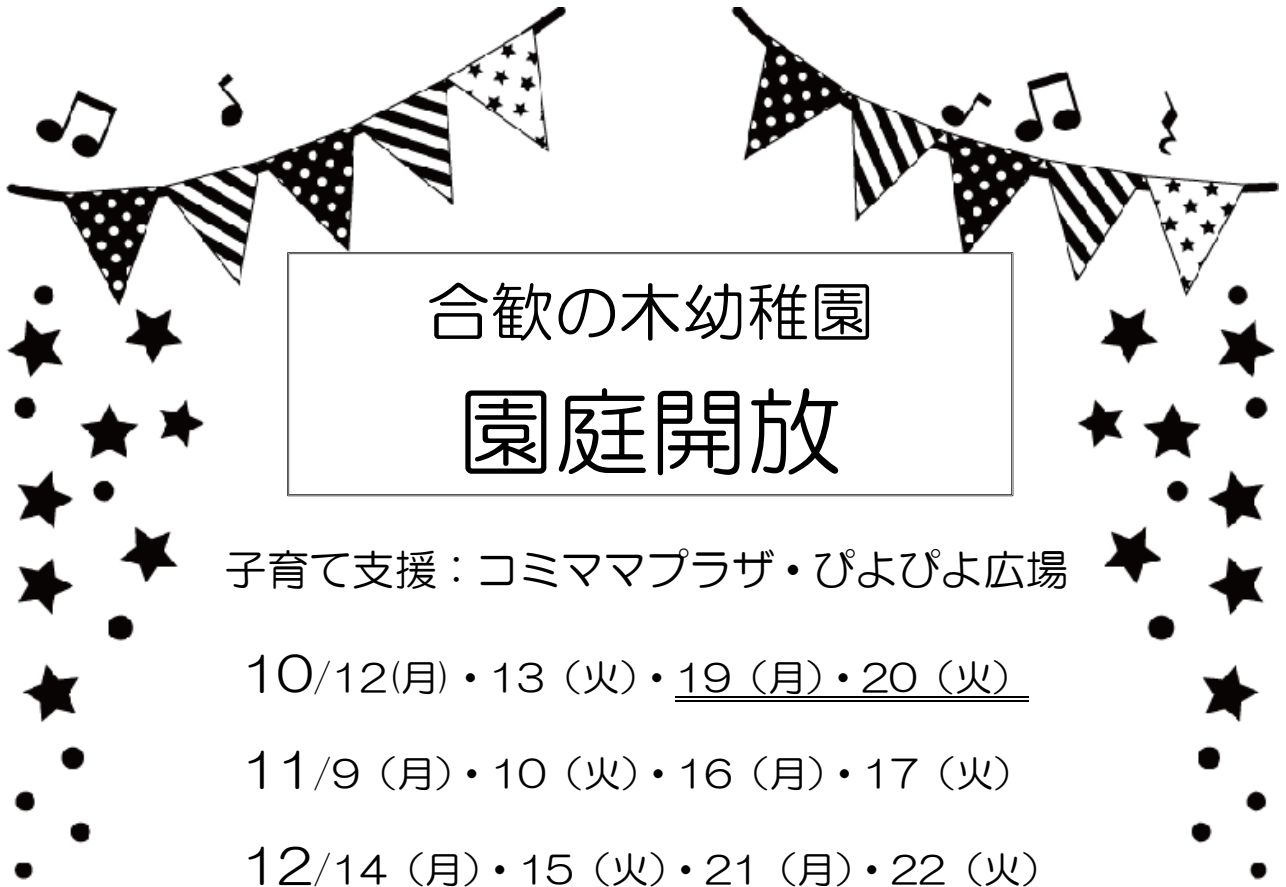 合歓の木幼稚園
園庭開放
子育て支援：コミママプラザ・ぴよぴよ広場
10/12(月)・13（火）・19（月）・20（火）
11/9（月）・10（火）・16（月）・17（火）
12/14（月）・15（火）・21（月）・22（火）